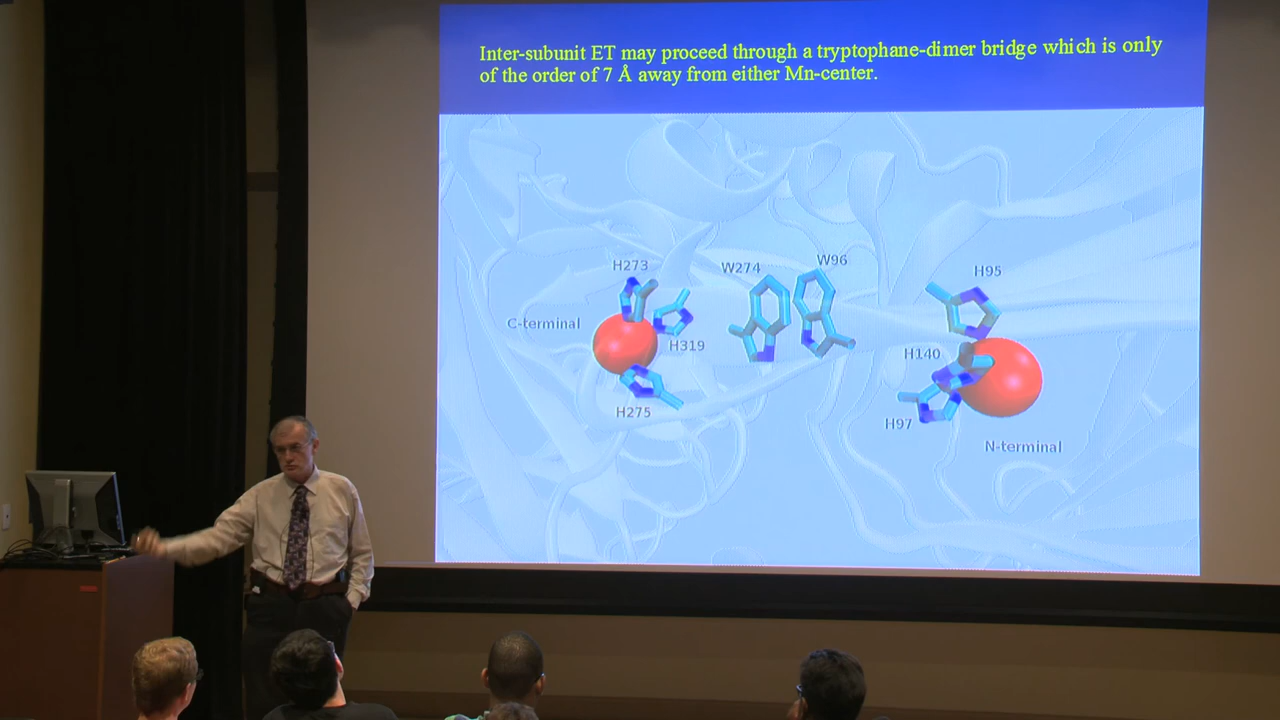 Inter-subunit ET may proceed through a tryptophane-dimer bridge which is only
of the order of 7 Å away from either Mn-center.
H273
W274
W96
H95
C-terminal
H319
H140
H275
H97
N-terminal